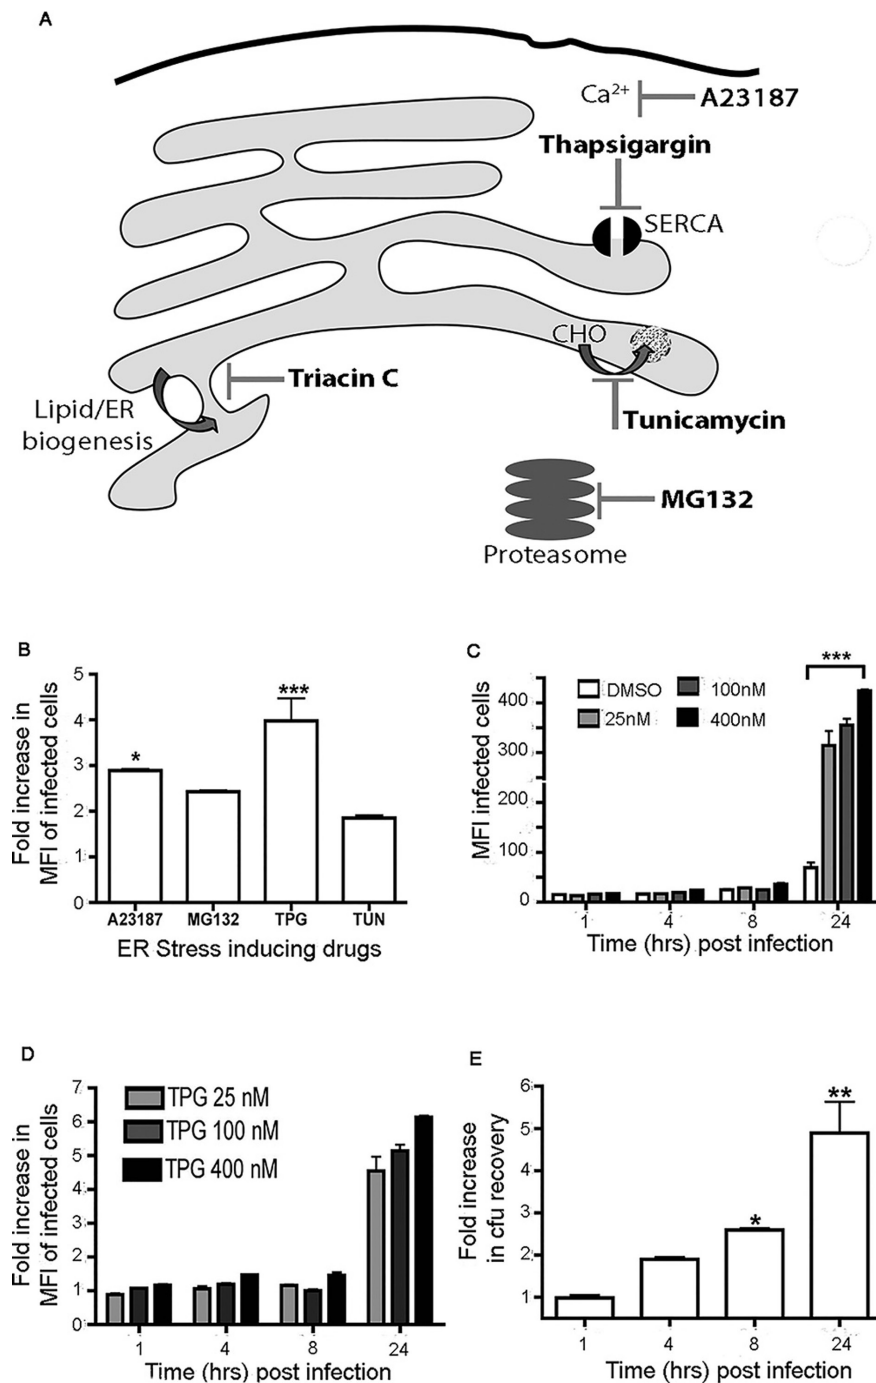 A
Ca²⁺
A23187
Thapsigargin
SERCA
CHO
Triacin C
Lipid/ER
biogenesis
Tunicamycin
MG132
Proteasome
B
Fold increase in
MFI of infected cells
5
4
3
2
1
0
*
***
A23187 MG132 TPG TUN
ER Stress inducing drugs
C
MFI infected cells
400
300
200
100
0
DMSO
25nM
100nM
400nM
***
1 4 8 24
Time (hrs) post infection
D
Fold increase in
MFI of infected cells
7
6
5
4
3
2
1
0
TPG 25 nM
TPG 100 nM
TPG 400 nM
1 4 8 24
Time (hrs) post infection
E
Fold increase
in cfu recovery
6
5
4
3
2
1
*
**
1 4 8 24
Time (hrs) post infection